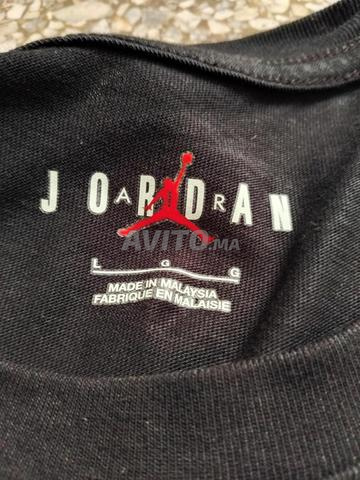 JORDAN
AIR
AVITO.MA
L G G
MADE IN MALAYSIA
FABRIQUE EN MALAISIE